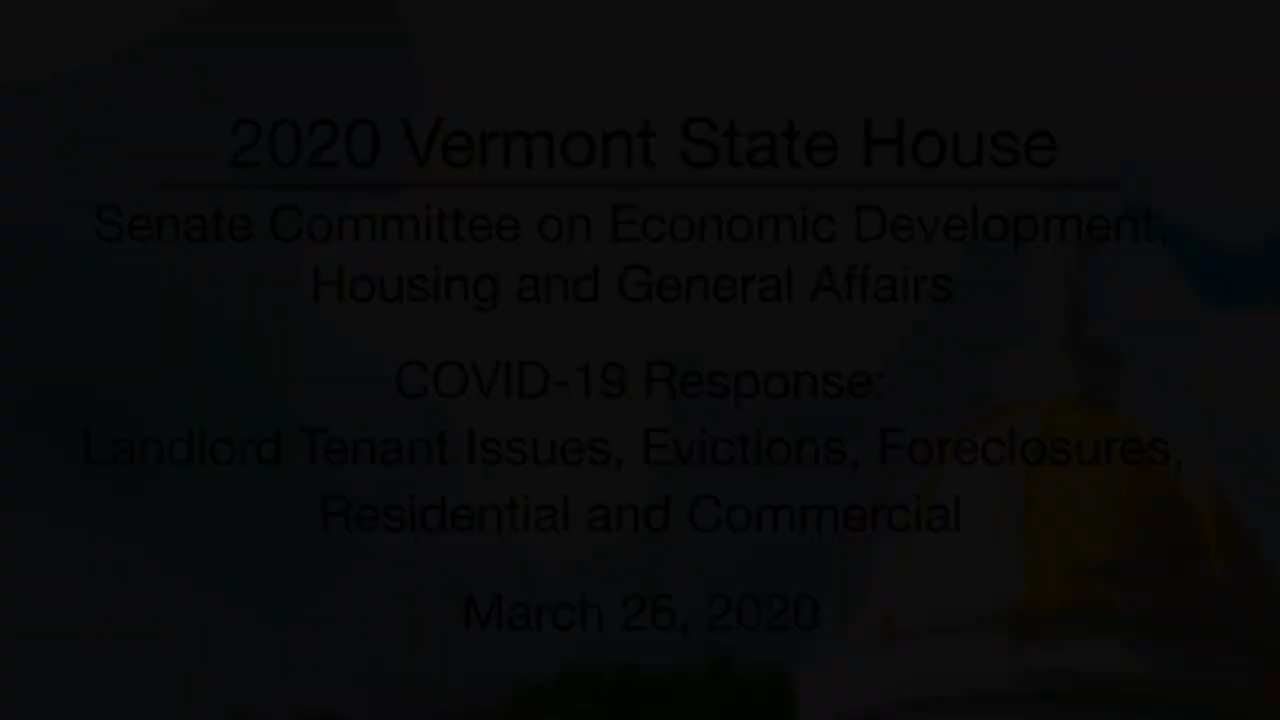 2020 Vermont State House
Senate Committee on Economic Development,
Housing and General Affairs
COVID-19 Response:
Landlord Tenant Issues, Evictions, Foreclosures,
Residential and Commercial
March 26, 2020